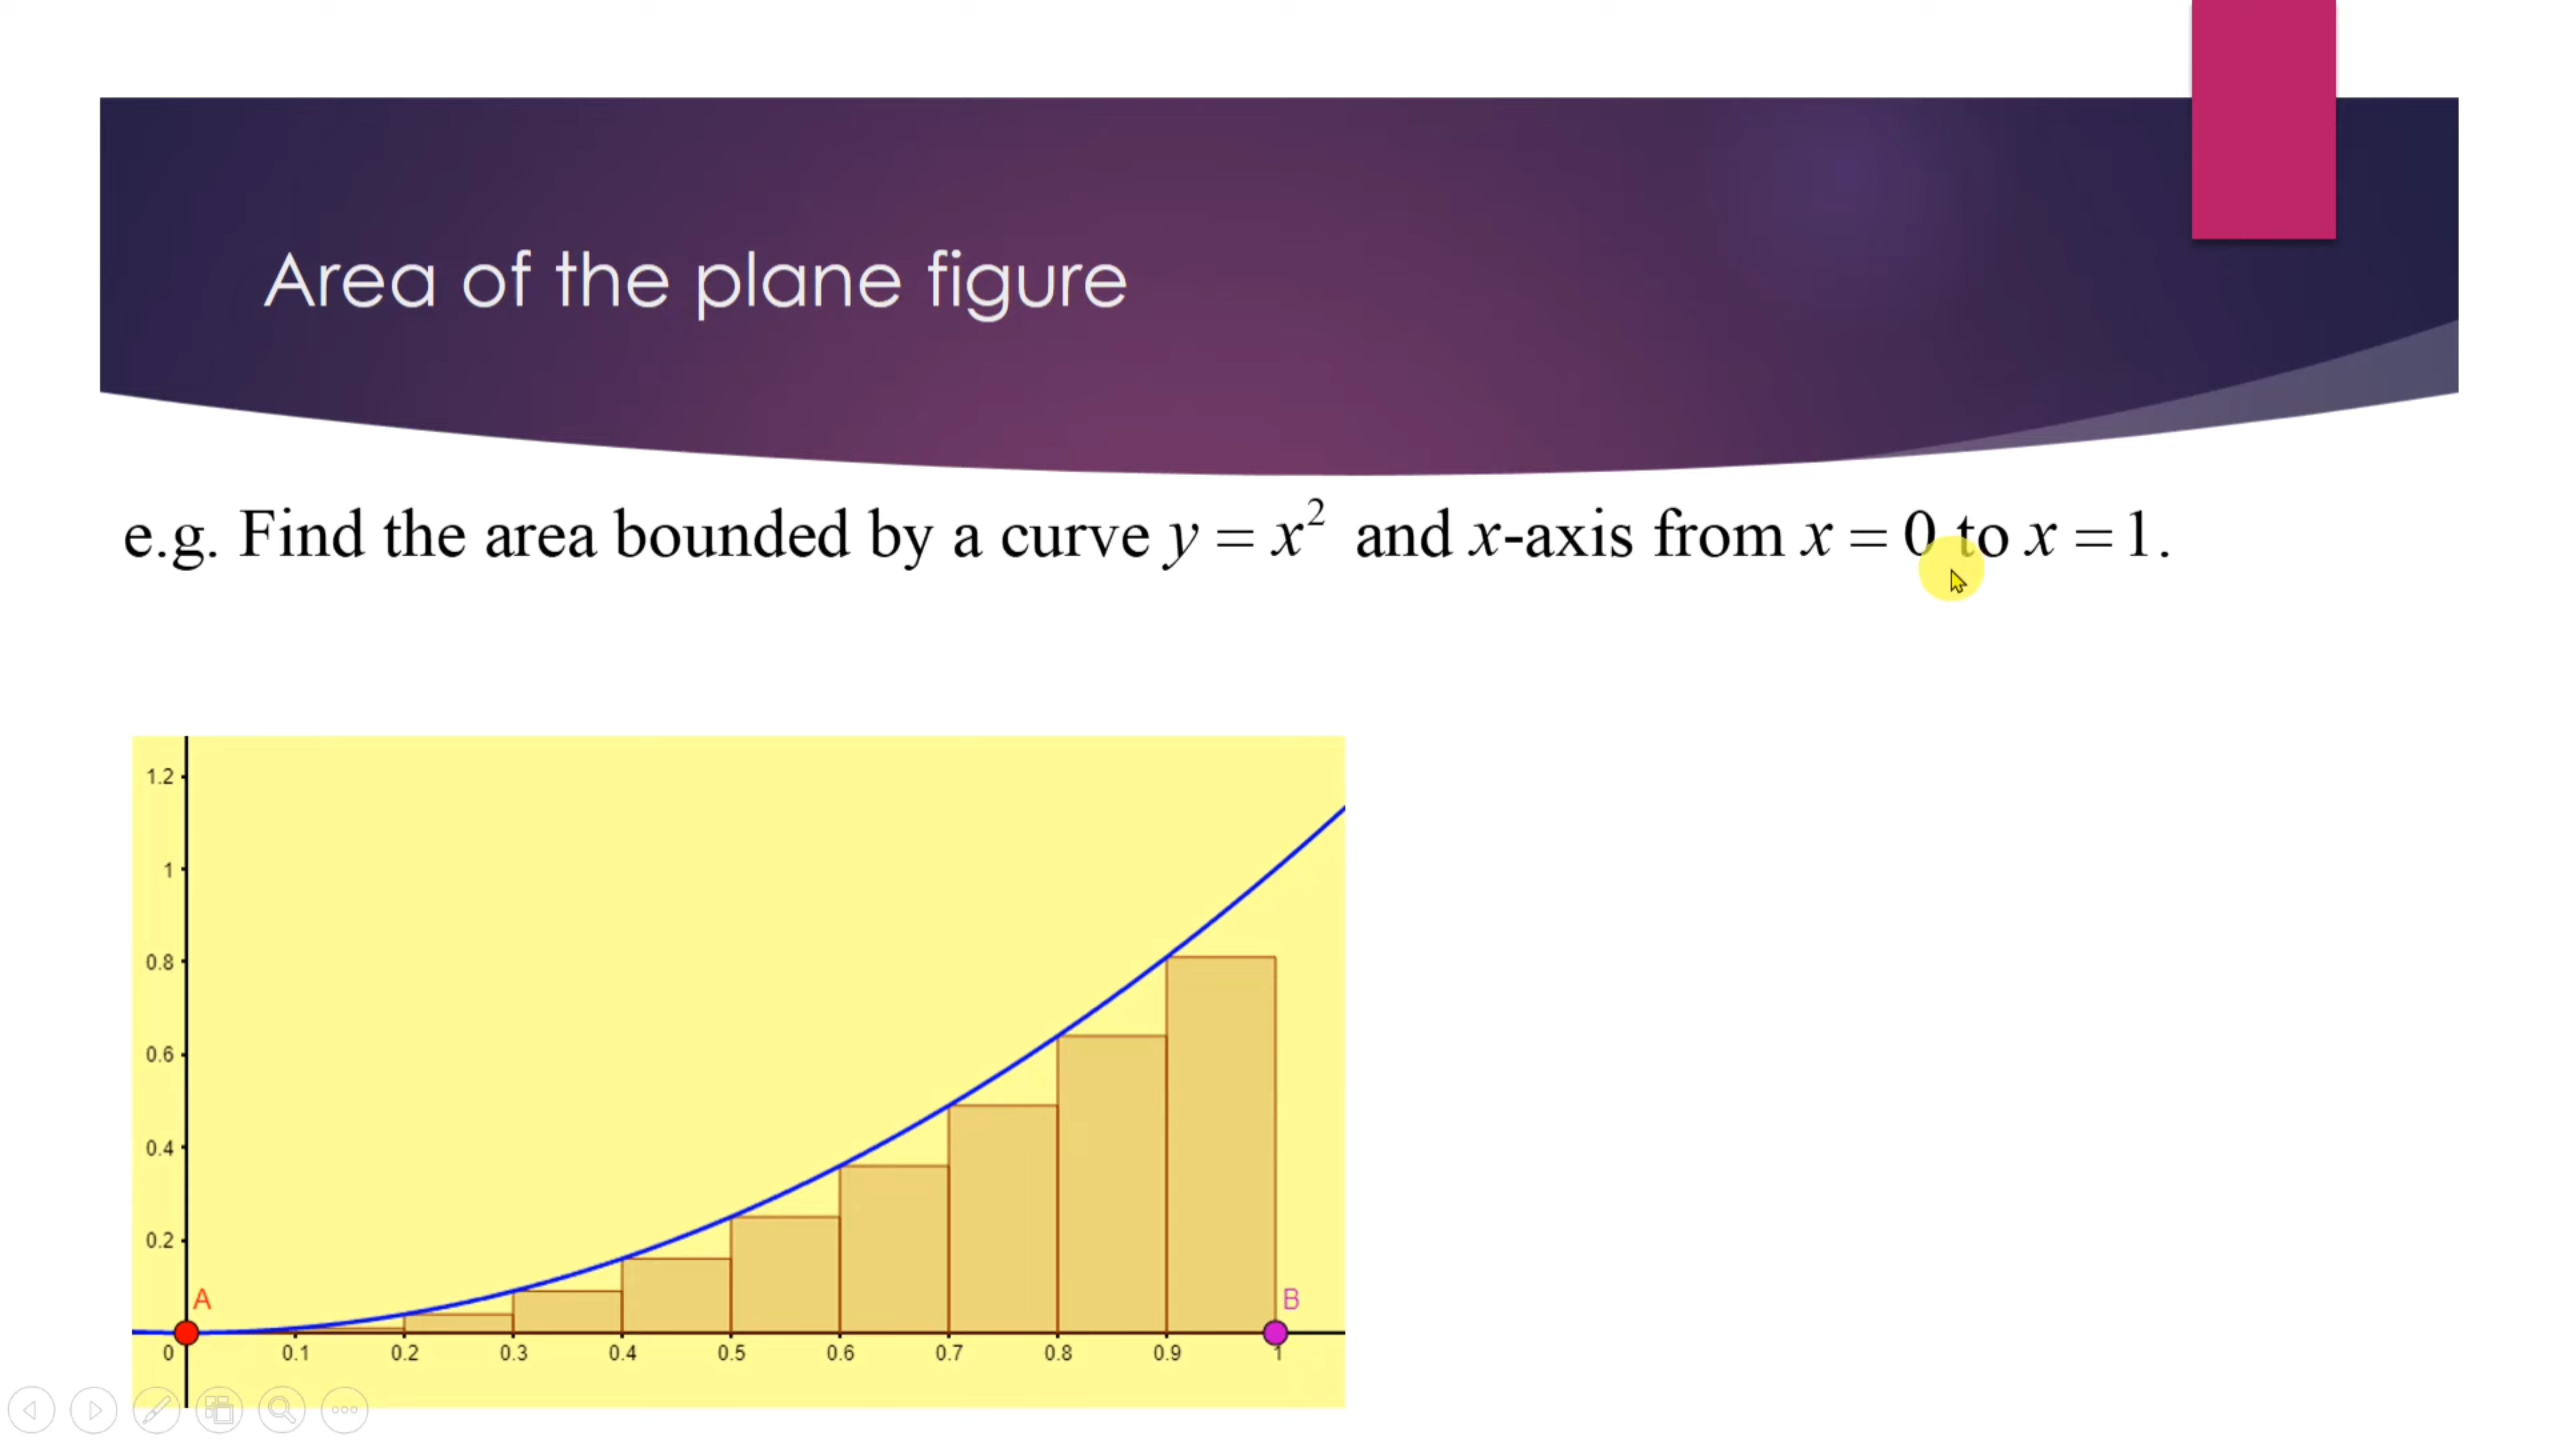 Area of the plane figure
e.g. Find the area bounded by a curve y = x² and x-axis from x = 0 to x = 1.
1.2
1
0.8
0.6
0.4
0.2
A
B
0 0.1 0.2 0.3 0.4 0.5 0.6 0.7 0.8 0.9 1